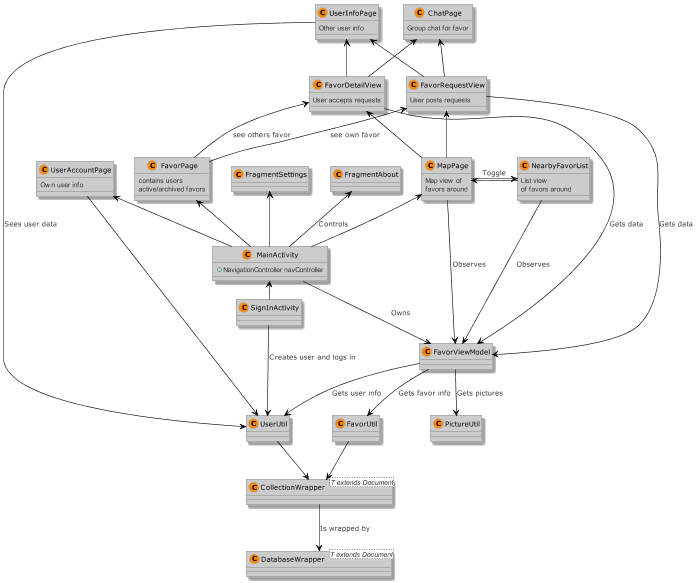 C UserInfoPage
Other user info
C ChatPage
Group chat for favor
C FavorDetailView
User accepts requests
C FavorRequestView
User posts requests
see others favor
see own favor
C UserAccountPage
Own user info
C FavorPage
contains usors
active/archived favors
C FragmentSettings
C FragmentAbout
C MapPage
Map view of
favors around
Toggle
C NearbyFavorList
List view
of favors around
Sees user data
Controls
Gets data
Gets data
C MainActivity
NavigationController navController
Observes
Observes
C SignInActivity
Owns
Creates user and logs in
C FavorViewModel
Gets user info
Gets favor info
Gets pictures
C UserUtil
C FavorUtil
C PictureUtil
C CollectionWrapper
T extends Document
Is wrapped by
C DatabaseWrapper
T extends Document